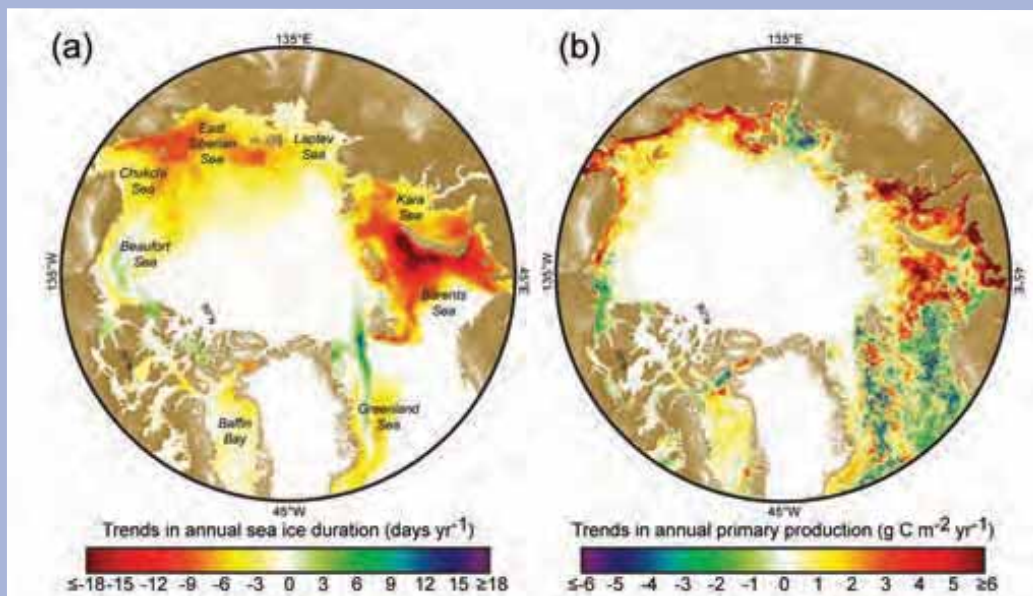 (a)
135°E
East
Siberian
Sea
Laptev
Sea
Chukchi
Sea
Kara
Sea
Beaufort
Sea
135°W
45°E
Barents
Sea
80°N
Greenland
Sea
Baffin
Bay
45°W
Trends in annual sea ice duration (days yr-1)
≤-18 -15 -12 -9 -6 -3 0 3 6 9 12 15 ≥18
(b)
135°E
135°W
45°E
80°N
45°W
Trends in annual primary production (g C m-2 yr-1)
≤-6 -5 -4 -3 -2 -1 0 1 2 3 4 5 ≥6